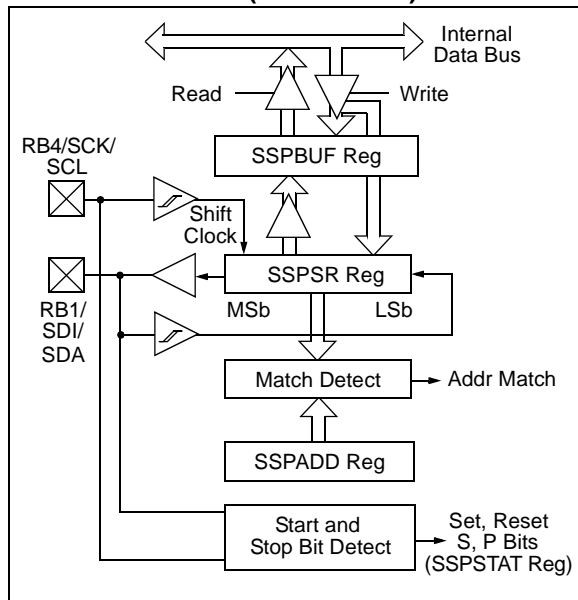 Internal
Data Bus
Read
Write
RB4/SCK/
SCL
SSPBUF Reg
Shift
Clock
SSPSR Reg
MSb
LSb
RB1/
SDI/
SDA
Match Detect
Addr Match
SSPADD Reg
Start and
Stop Bit Detect
Set, Reset
S, P Bits
(SSPSTAT Reg)